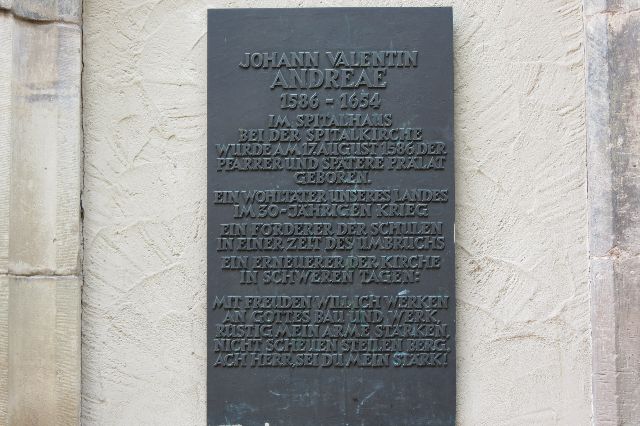 JOHANN VALENTIN
ANDREAE
1586 - 1654
IM SPITALHAUS
BEI DER SPITALKIRCHE
WURDE AM 17. AUGUST 1586 DER
PFARRER UND SPÄTERE PRÄLAT
GEBOREN.
EIN WOHLTÄTER UNSERES LANDES
IM 30-JÄHRIGEN KRIEG
EIN FÖRDERER DER SCHULEN
IN EINER ZEIT DES UMBRUCHS
EIN ERNEUERER DER KIRCHE
IN SCHWEREN TAGEN:
MIT FREUDEN WILL ICH WERKEN
AN GOTTES BAU UND WERK,
RÜSTIG MEIN ARME STÄRKEN,
NICHT SCHEUEN STEILEN BERG.
ACH HERR, SEI DU MEIN STÄRK!